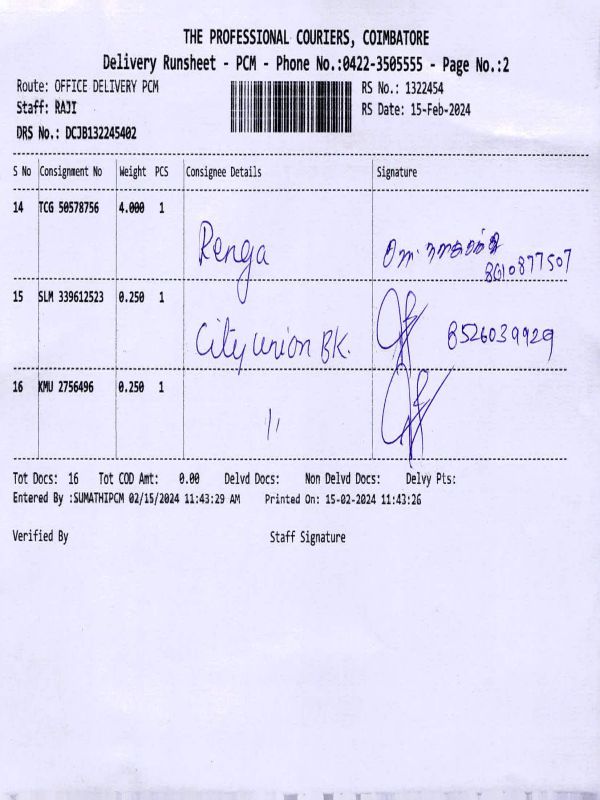 THE PROFESSIONAL COURIERS, COIMBATORE
Delivery Runsheet - PCM - Phone No.:0422-3505555 - Page No.:2
Route: OFFICE DELIVERY PCM RS No.: 1322454
Staff: RAJI RS Date: 15-Feb-2024
DRS No.: DCJB132245402
S No Consignment No Weight PCS Consignee Details Signature
14 TCG 50578756 4.000 1
Renga
8610877507
15 SLM 339612523 0.250 1
City Union BK. 8526039929
16 KMU 2756496 0.250 1
11
Tot Docs: 16 Tot COD Amt: 0.00 Delvd Docs: Non Delvd Docs: Delvy Pts:
Entered By :SUMATHIPCM 02/15/2024 11:43:29 AM Printed On: 15-02-2024 11:43:26
Verified By Staff Signature